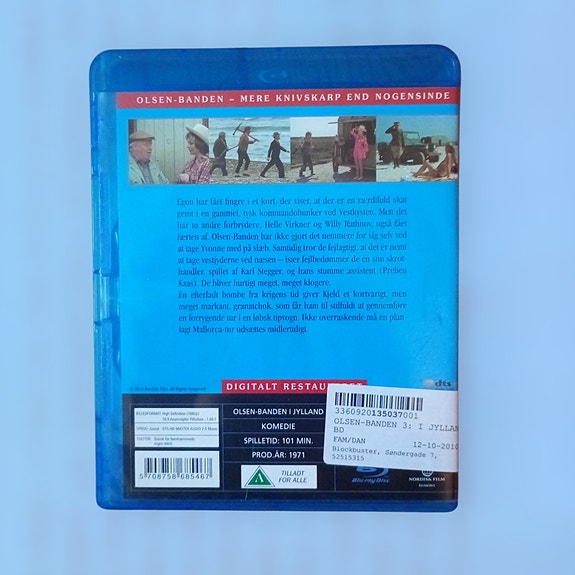 OLSEN-BANDEN – MERE KNIVSKARP END NOGENSINDE
Egon har fået fingre i et kort, der viser, at der er en værdifuld skat
gemt i en gammel, tysk kommandobunker ved Vestkysten. Men det
har to andre forbrydere, Helle Virkner og Willy Rathnov, også fået
færten af. Olsen-Banden har ikke gjort det nemmere for sig selv ved
at tage Yvonne med på slæb. Samtidig tror de fejlagtigt, at det er nemt
at tage vestjyderne ved næsen – især fejlbedømmer de en snu skrot-
handler, spillet af Karl Stegger, og hans stumme assistent (Preben
Kaas). De bliver hurtigt meget, meget klogere.
En efterladt bombe fra krigens tid giver Kjeld et kortvarigt, men
meget markant, granatchok, som får ham til stilfuldt at gennemføre
en forrygende tur i en løbsk tipvogn. Ikke overraskende må en plan-
lagt Mallorca-tur udsættes midlertidigt.
DIGITALT
dts
BILLEDFORMAT
OLSEN-BANDEN I JYLLAND
KOMEDIE
SPILLETID: 101 MIN.
PROD.ÅR: 1971
A
TILLADT
FOR ALLE
5 708758 685467
3360920135037001
OLSEN-BANDEN 3: I JYLLAN
BD
FAM/DAN 12-10-2010
Blockbuster, Søndergade 7,
52515315
Blu-ray Disc
NORDISK FILM